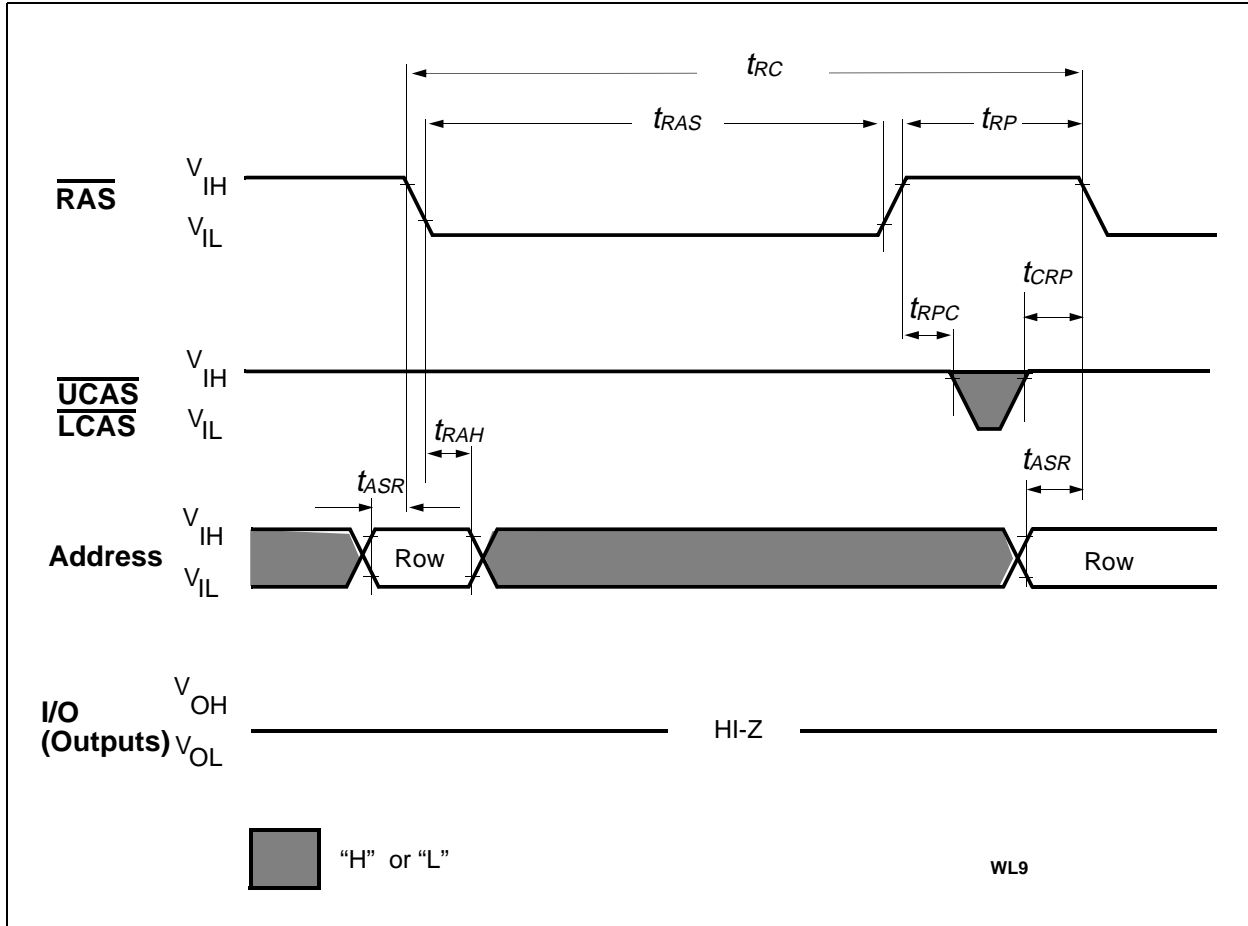 tRC
tRAS
tRP
RAS
VIH
VIL
tCRP
tRPC
UCAS
LCAS
VIH
VIL
tRAH
tASR
tASR
Address
VIH
VIL
Row
Row
I/O
(Outputs)
VOH
VOL
HI-Z
“H” or “L”
WL9